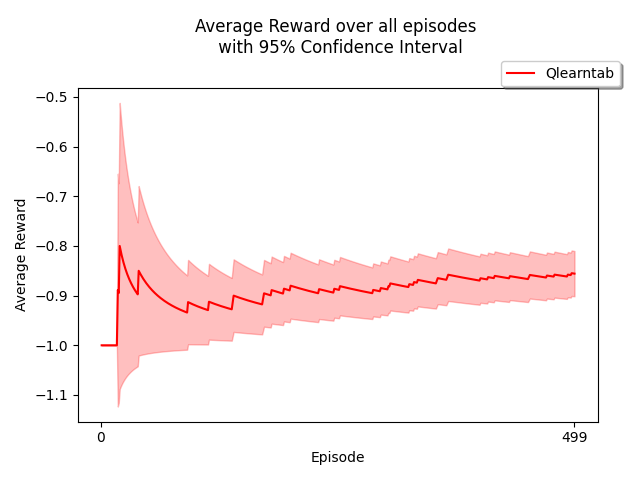 Average Reward over all episodes
with 95% Confidence Interval
Qlearntab
−0.5
−0.6
−0.7
−0.8
−0.9
−1.0
−1.1
Average Reward
0
499
Episode